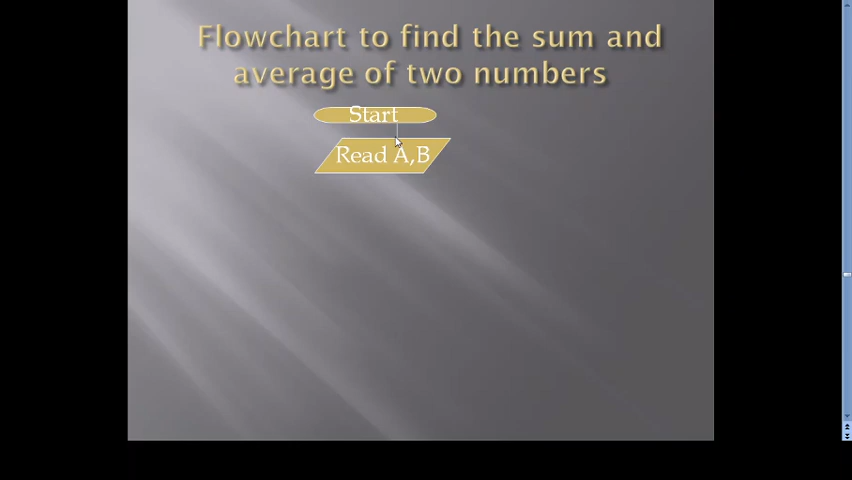 Flowchart to find the sum and
average of two numbers
Start
Read A,B